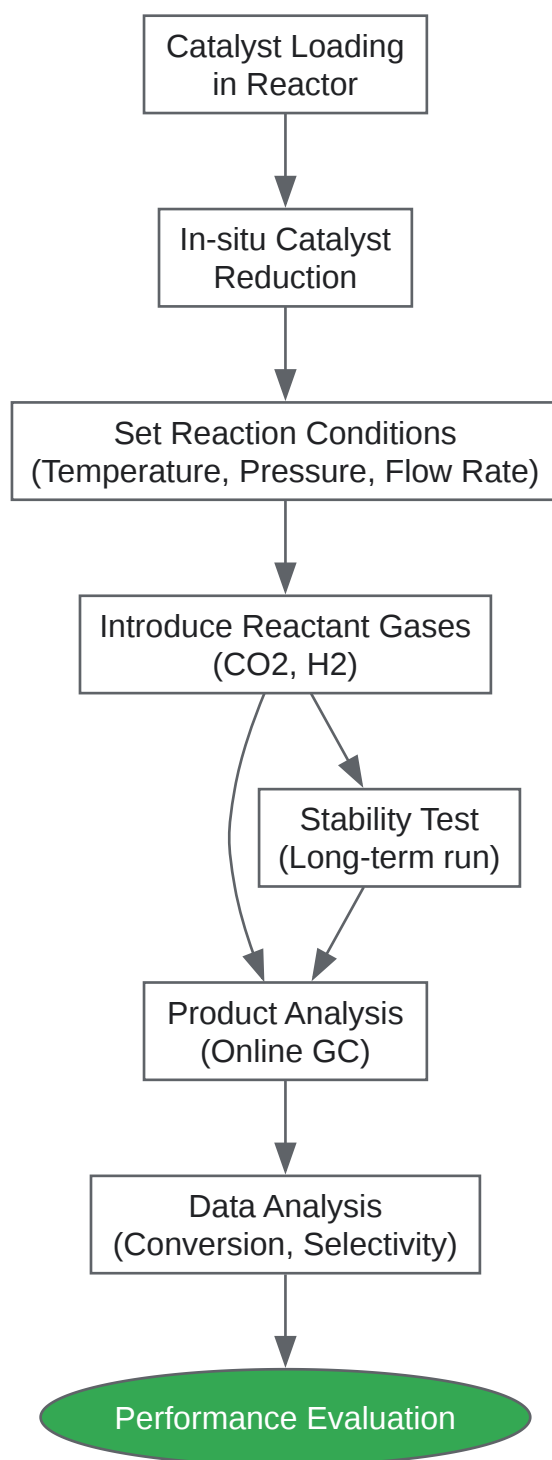 Catalyst Loading
in Reactor
In-situ Catalyst
Reduction
Set Reaction Conditions
(Temperature, Pressure, Flow Rate)
Introduce Reactant Gases
(CO2, H2)
Stability Test
(Long-term run)
Product Analysis
(Online GC)
Data Analysis
(Conversion, Selectivity)
Performance Evaluation